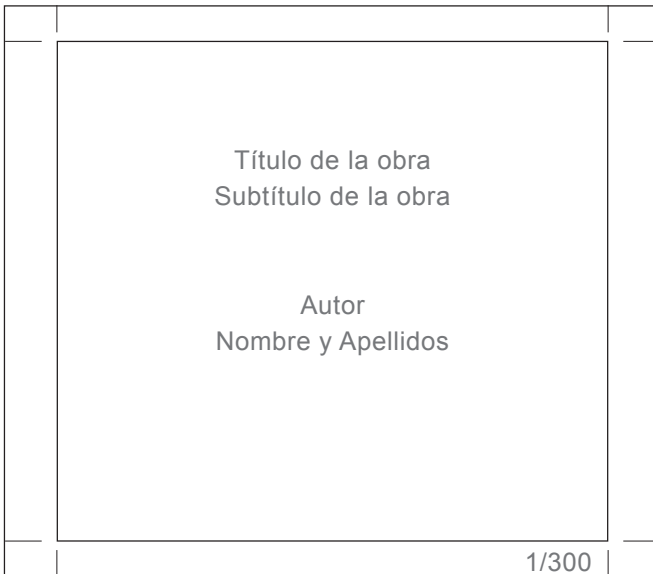 Título de la obra
Subtítulo de la obra
Autor
Nombre y Apellidos
1/300